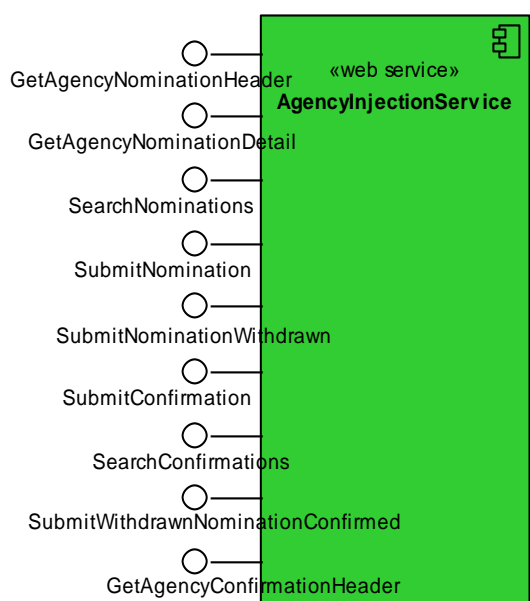 «web service»
AgencyInjectionService
GetAgencyNominationHeader
GetAgencyNominationDetail
SearchNominations
SubmitNomination
SubmitNominationWithdrawn
SubmitConfirmation
SearchConfirmations
SubmitWithdrawnNominationConfirmed
GetAgencyConfirmationHeader